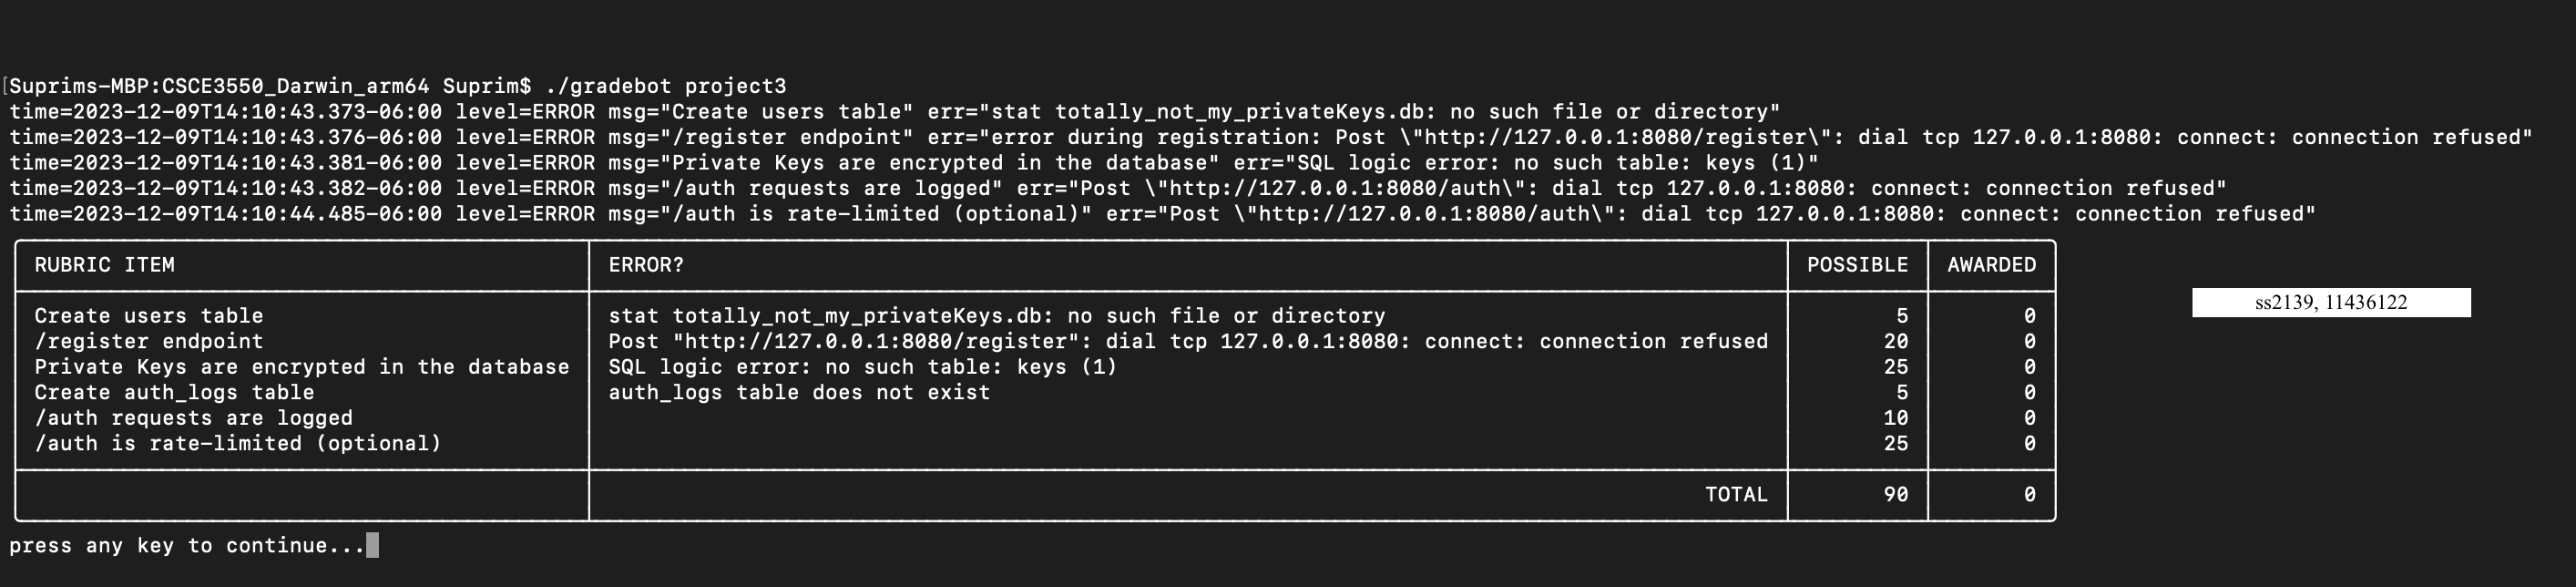 [Suprims-MBP:CSCE3550_Darwin_arm64 Suprim$ ./gradebot project3
time=2023-12-09T14:10:43.373-06:00 level=ERROR msg="Create users table" err="stat totally_not_my_privateKeys.db: no such file or directory"
time=2023-12-09T14:10:43.376-06:00 level=ERROR msg="/register endpoint" err="error during registration: Post \"http://127.0.0.1:8080/register\": dial tcp 127.0.0.1:8080: connect: connection refused"
time=2023-12-09T14:10:43.381-06:00 level=ERROR msg="Private Keys are encrypted in the database" err="SQL logic error: no such table: keys (1)"
time=2023-12-09T14:10:43.382-06:00 level=ERROR msg="/auth requests are logged" err="Post \"http://127.0.0.1:8080/auth\": dial tcp 127.0.0.1:8080: connect: connection refused"
time=2023-12-09T14:10:44.485-06:00 level=ERROR msg="/auth is rate-limited (optional)" err="Post \"http://127.0.0.1:8080/auth\": dial tcp 127.0.0.1:8080: connect: connection refused"
RUBRIC ITEM ERROR? POSSIBLE AWARDED
Create users table stat totally_not_my_privateKeys.db: no such file or directory 5 0
/register endpoint Post "http://127.0.0.1:8080/register": dial tcp 127.0.0.1:8080: connect: connection refused 20 0
Private Keys are encrypted in the database SQL logic error: no such table: keys (1) 25 0
Create auth_logs table auth_logs table does not exist 5 0
/auth requests are logged 10 0
/auth is rate-limited (optional) 25 0
TOTAL 90 0
ss2139, 11436122
press any key to continue...